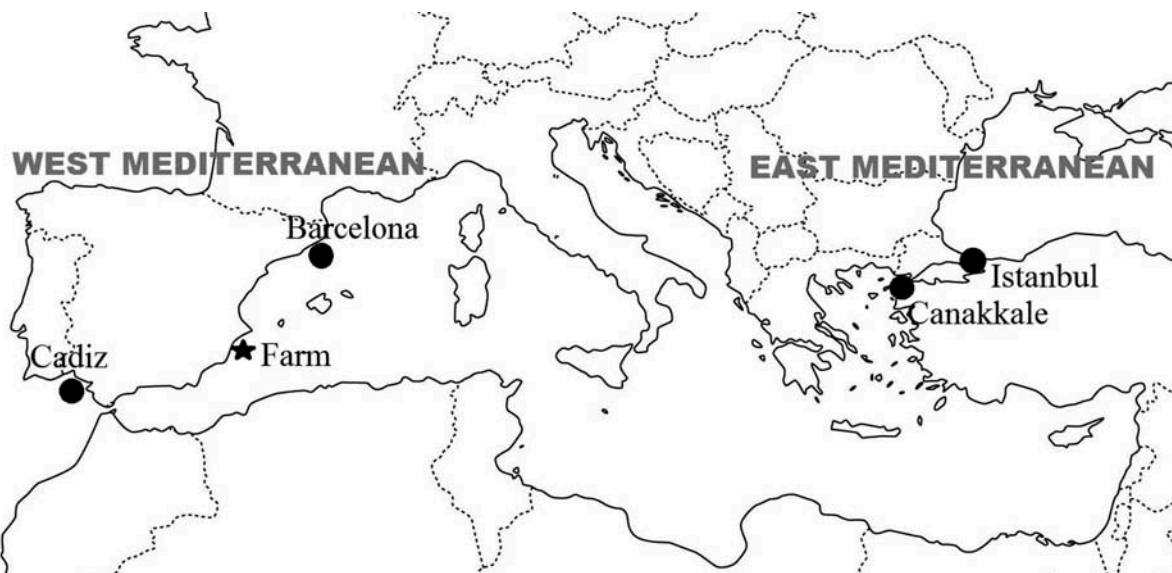 WEST MEDITERRANEAN
EAST MEDITERRANEAN
Barcelona
Istanbul
Canakkale
Cadiz
Farm